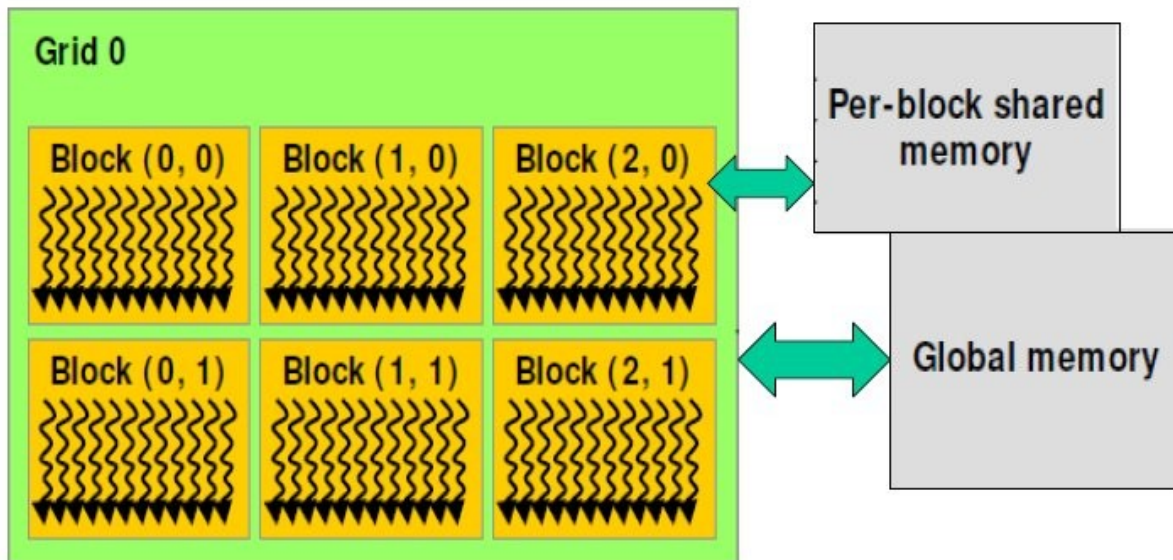 Grid 0
Block (0, 0)
Block (1, 0)
Block (2, 0)
Per-block shared
memory
Block (0, 1)
Block (1, 1)
Block (2, 1)
Global memory